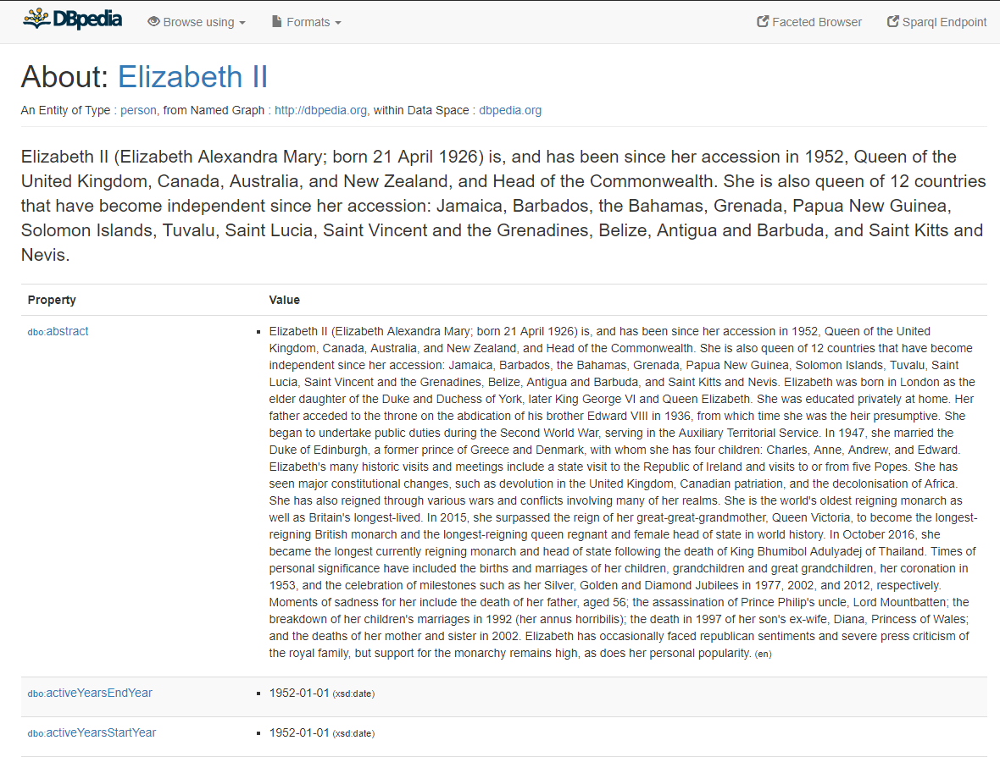 DBpedia Browse using Formats Faceted Browser Sparql Endpoint
About: Elizabeth II
An Entity of Type : person, from Named Graph : http://dbpedia.org, within Data Space : dbpedia.org
Elizabeth II (Elizabeth Alexandra Mary; born 21 April 1926) is, and has been since her accession in 1952, Queen of the
United Kingdom, Canada, Australia, and New Zealand, and Head of the Commonwealth. She is also queen of 12 countries
that have become independent since her accession: Jamaica, Barbados, the Bahamas, Grenada, Papua New Guinea,
Solomon Islands, Tuvalu, Saint Lucia, Saint Vincent and the Grenadines, Belize, Antigua and Barbuda, and Saint Kitts and
Nevis.
Property Value
dbo:abstract ▪ Elizabeth II (Elizabeth Alexandra Mary; born 21 April 1926) is, and has been since her accession in 1952, Queen of the United
Kingdom, Canada, Australia, and New Zealand, and Head of the Commonwealth. She is also queen of 12 countries that have become
independent since her accession: Jamaica, Barbados, the Bahamas, Grenada, Papua New Guinea, Solomon Islands, Tuvalu, Saint
Lucia, Saint Vincent and the Grenadines, Belize, Antigua and Barbuda, and Saint Kitts and Nevis. Elizabeth was born in London as the
elder daughter of the Duke and Duchess of York, later King George VI and Queen Elizabeth. She was educated privately at home. Her
father acceded to the throne on the abdication of his brother Edward VIII in 1936, from which time she was the heir presumptive. She
began to undertake public duties during the Second World War, serving in the Auxiliary Territorial Service. In 1947, she married the
Duke of Edinburgh, a former prince of Greece and Denmark, with whom she has four children: Charles, Anne, Andrew, and Edward.
Elizabeth's many historic visits and meetings include a state visit to the Republic of Ireland and visits to or from five Popes. She has
seen major constitutional changes, such as devolution in the United Kingdom, Canadian patriation, and the decolonisation of Africa.
She has also reigned through various wars and conflicts involving many of her realms. She is the world's oldest reigning monarch as
well as Britain's longest-lived. In 2015, she surpassed the reign of her great-great-grandmother, Queen Victoria, to become the longest-
reigning British monarch and the longest-reigning queen regnant and female head of state in world history. In October 2016, she
became the longest currently reigning monarch and head of state following the death of King Bhumibol Adulyadej of Thailand. Times of
personal significance have included the births and marriages of her children, grandchildren and great grandchildren, her coronation in
1953, and the celebration of milestones such as her Silver, Golden and Diamond Jubilees in 1977, 2002, and 2012, respectively.
Moments of sadness for her include the death of her father, aged 56; the assassination of Prince Philip's uncle, Lord Mountbatten; the
breakdown of her children's marriages in 1992 (her annus horribilis); the death in 1997 of her son's ex-wife, Diana, Princess of Wales;
and the deaths of her mother and sister in 2002. Elizabeth has occasionally faced republican sentiments and severe press criticism of
the royal family, but support for the monarchy remains high, as does her personal popularity. (en)
dbo:activeYearsEndYear ▪ 1952-01-01 (xsd:date)
dbo:activeYearsStartYear ▪ 1952-01-01 (xsd:date)